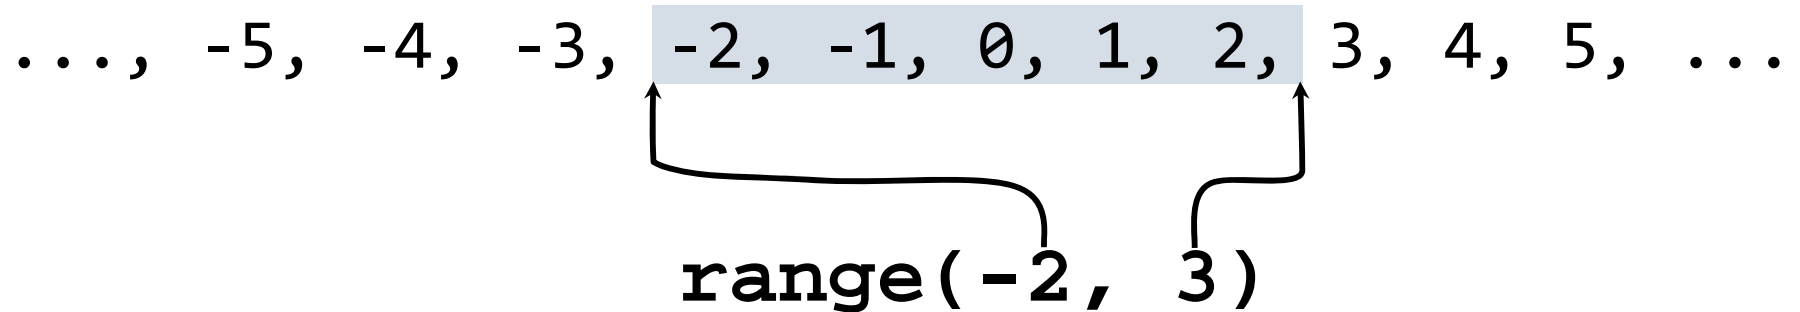 ..., -5, -4, -3, -2, -1, 0, 1, 2, 3, 4, 5, ...
range(-2, 3)